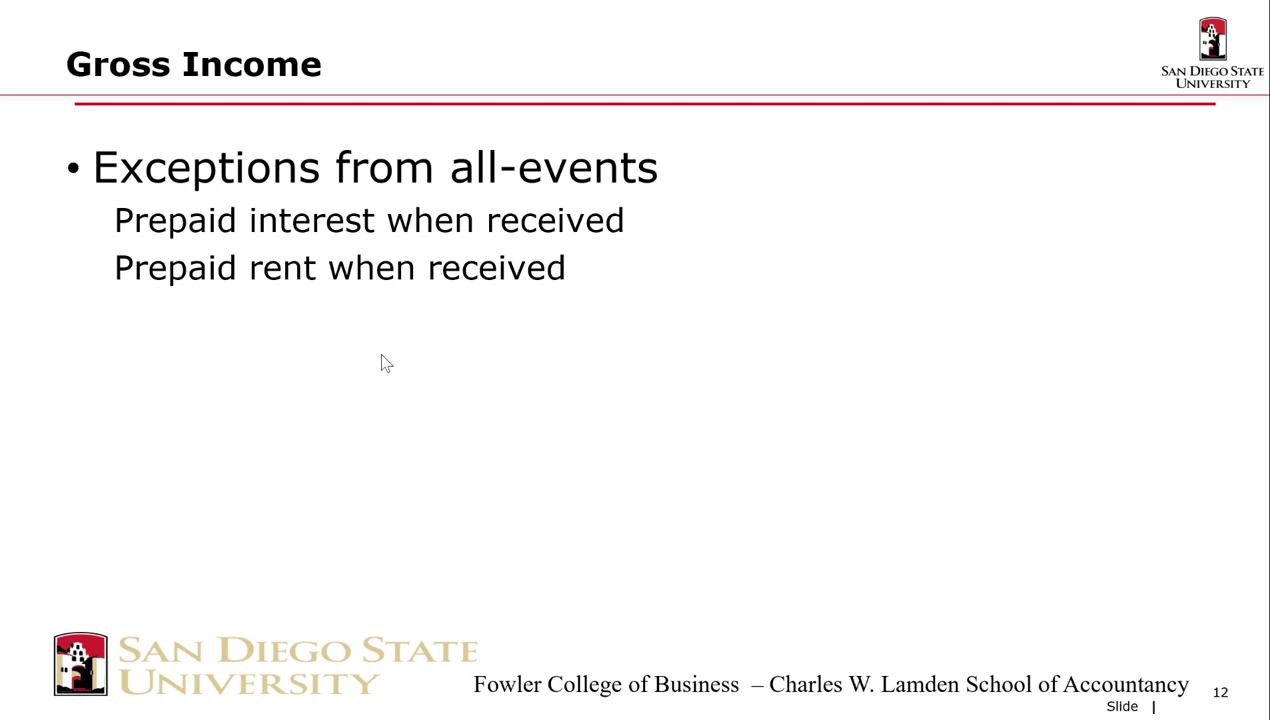 Gross Income
SAN DIEGO STATE
UNIVERSITY
• Exceptions from all-events
Prepaid interest when received
Prepaid rent when received
SAN DIEGO STATE
UNIVERSITY
Fowler College of Business – Charles W. Lamden School of Accountancy
12
Slide |